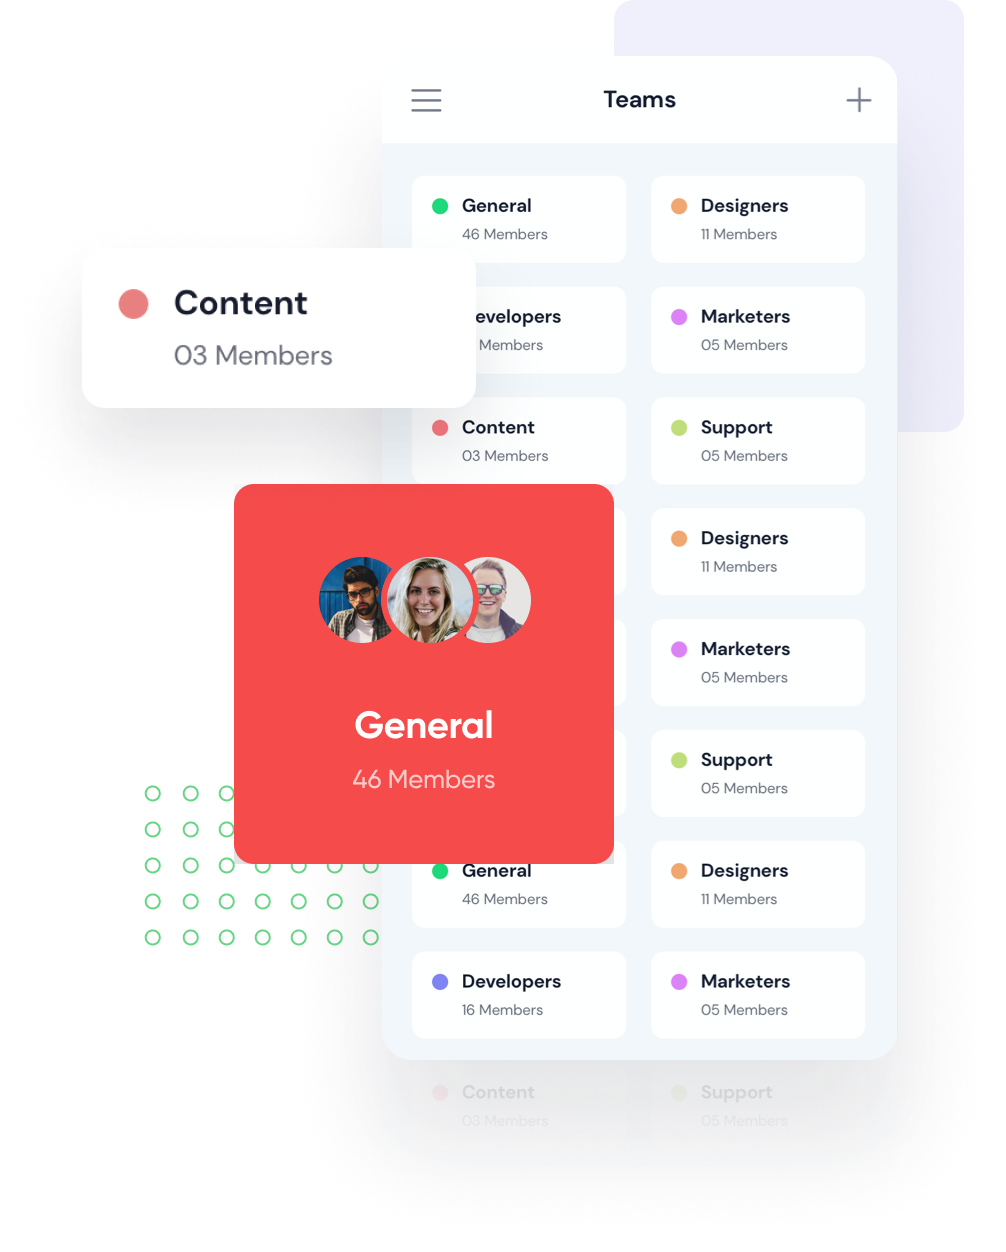 Teams
General
46 Members
Designers
11 Members
Content
03 Members
evelopers
Members
Marketers
05 Members
Content
03 Members
Support
05 Members
Designers
11 Members
General
46 Members
Marketers
05 Members
Support
05 Members
General
46 Members
Designers
11 Members
Developers
16 Members
Marketers
05 Members
Content
03 Members
Support
05 Members